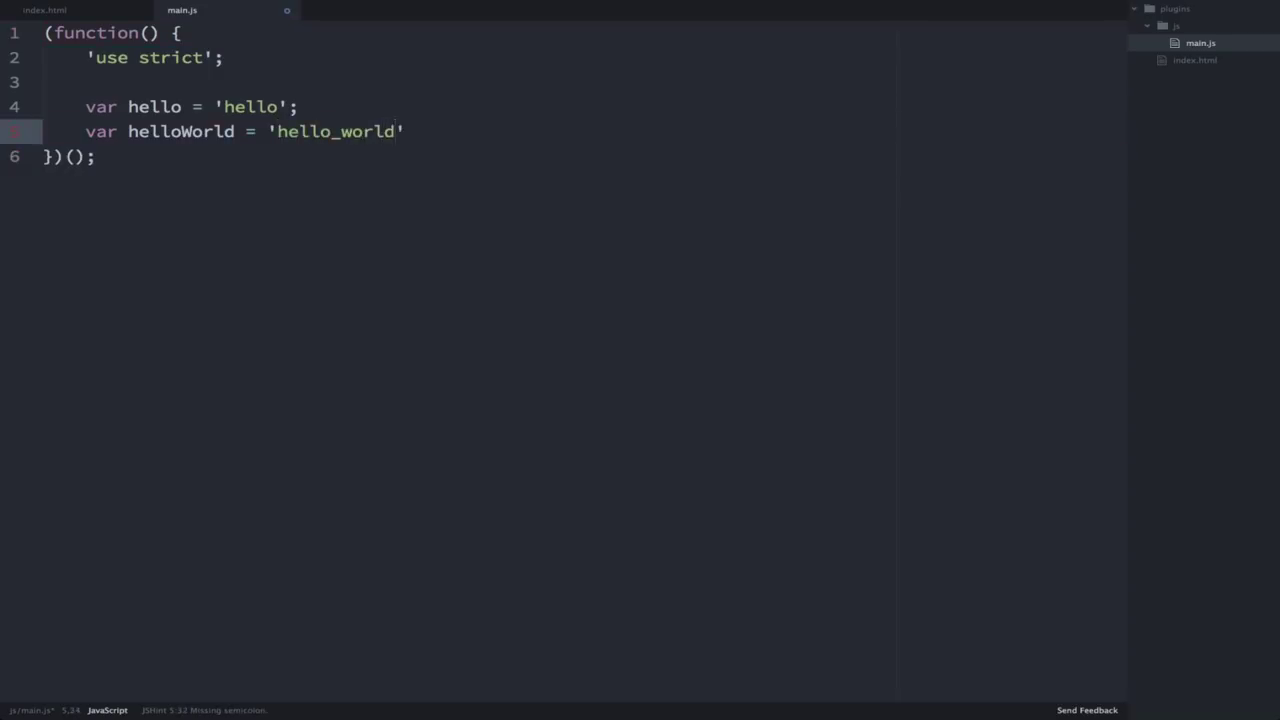 index.html
main.js
plugins
js
main.js
index.html
1 (function() {
2 'use strict';
3
4 var hello = 'hello';
5 var helloWorld = 'hello_world'
6 })();
js/main.js* 5,34 JavaScript JSHint 5:32 Missing semicolon. Send Feedback